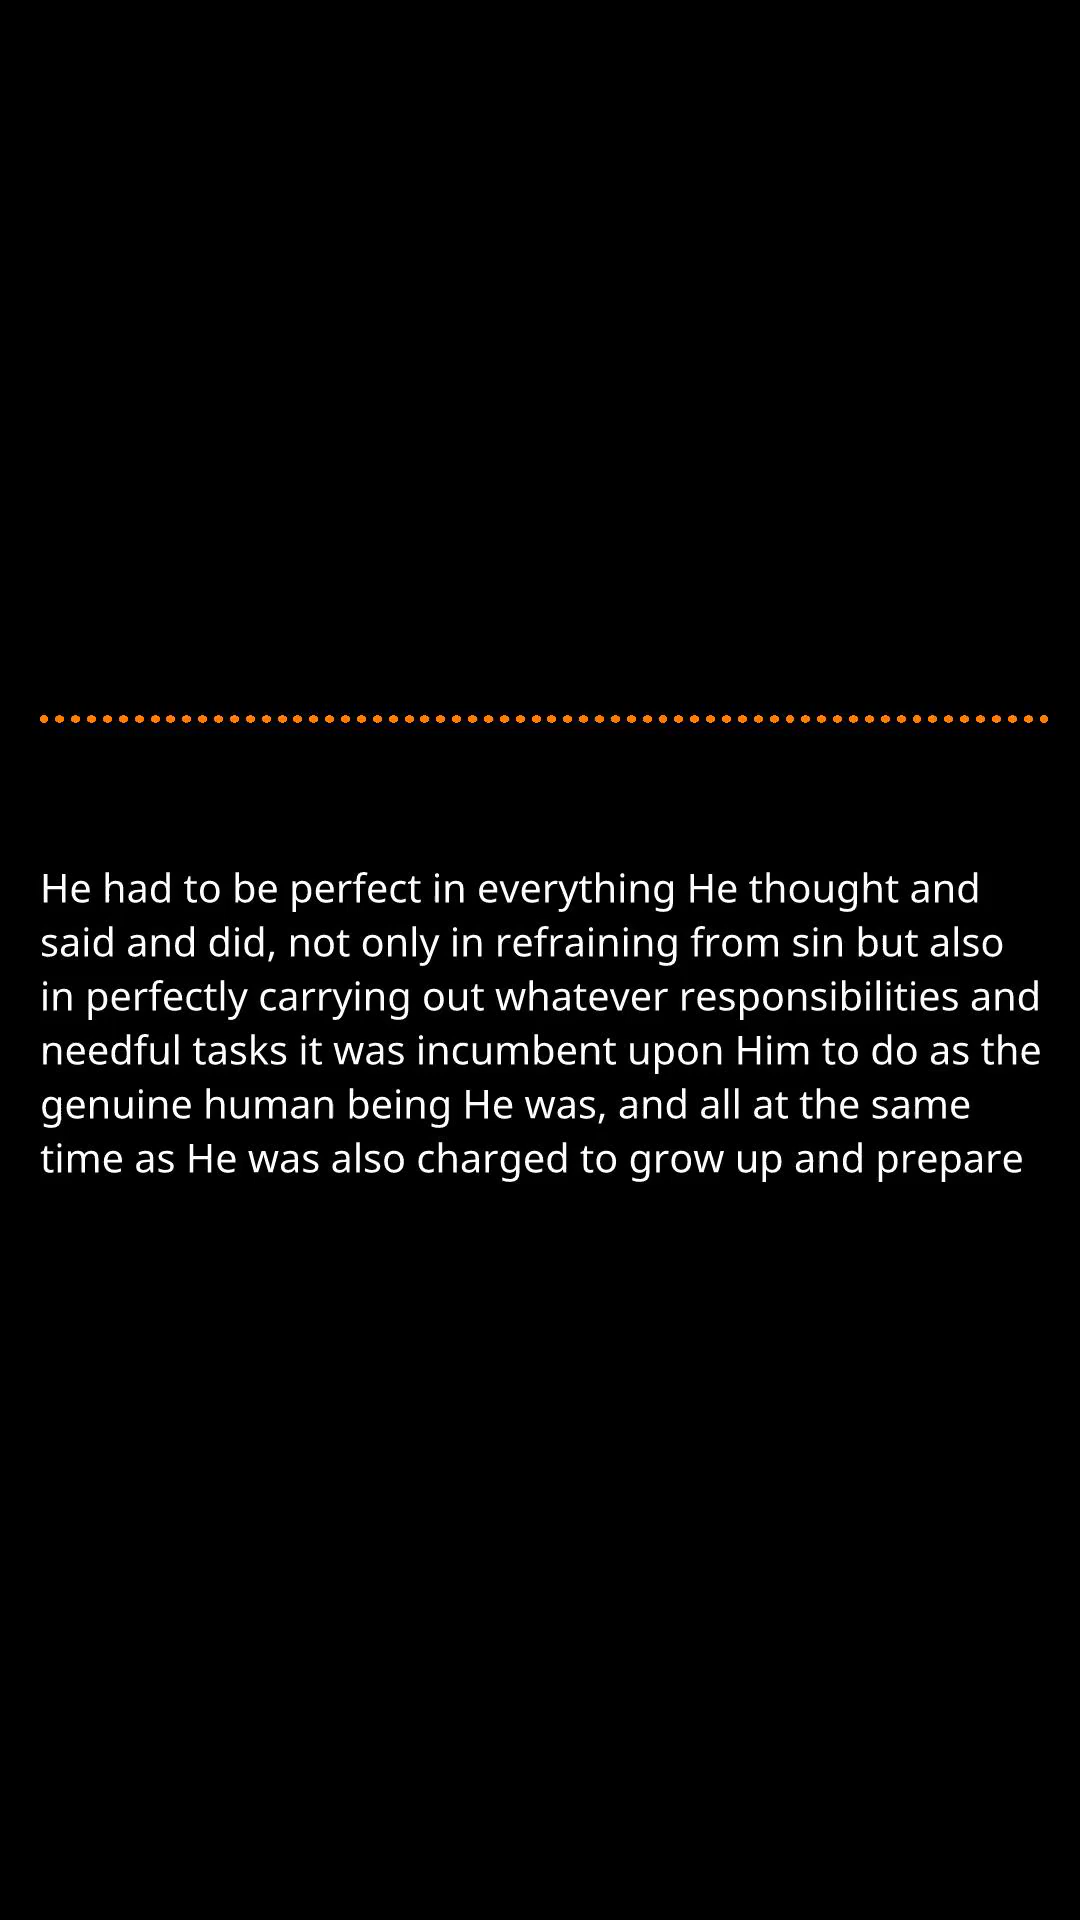 He had to be perfect in everything He thought and
said and did, not only in refraining from sin but also
in perfectly carrying out whatever responsibilities and
needful tasks it was incumbent upon Him to do as the
genuine human being He was, and all at the same
time as He was also charged to grow up and prepare